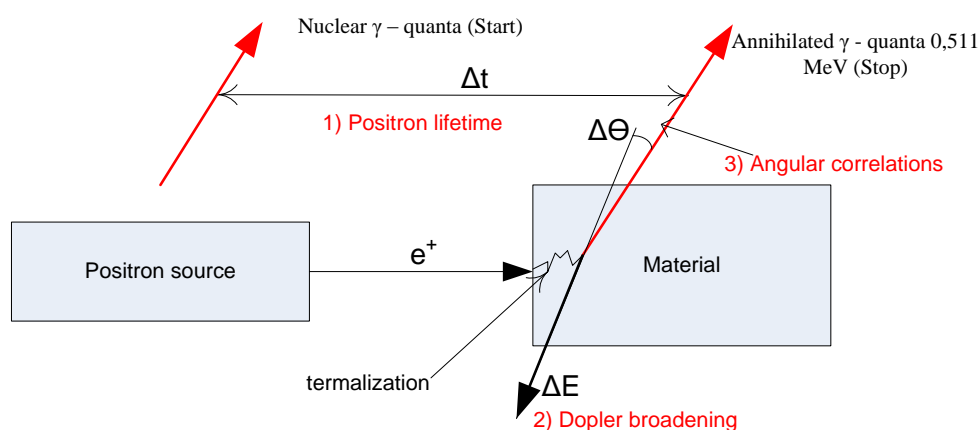 Nuclear γ – quanta (Start)
Annihilated γ - quanta 0,511
MeV (Stop)
Δt
1) Positron lifetime
ΔΘ
3) Angular correlations
Positron source
e+
Material
termalization
ΔE
2) Dopler broadening